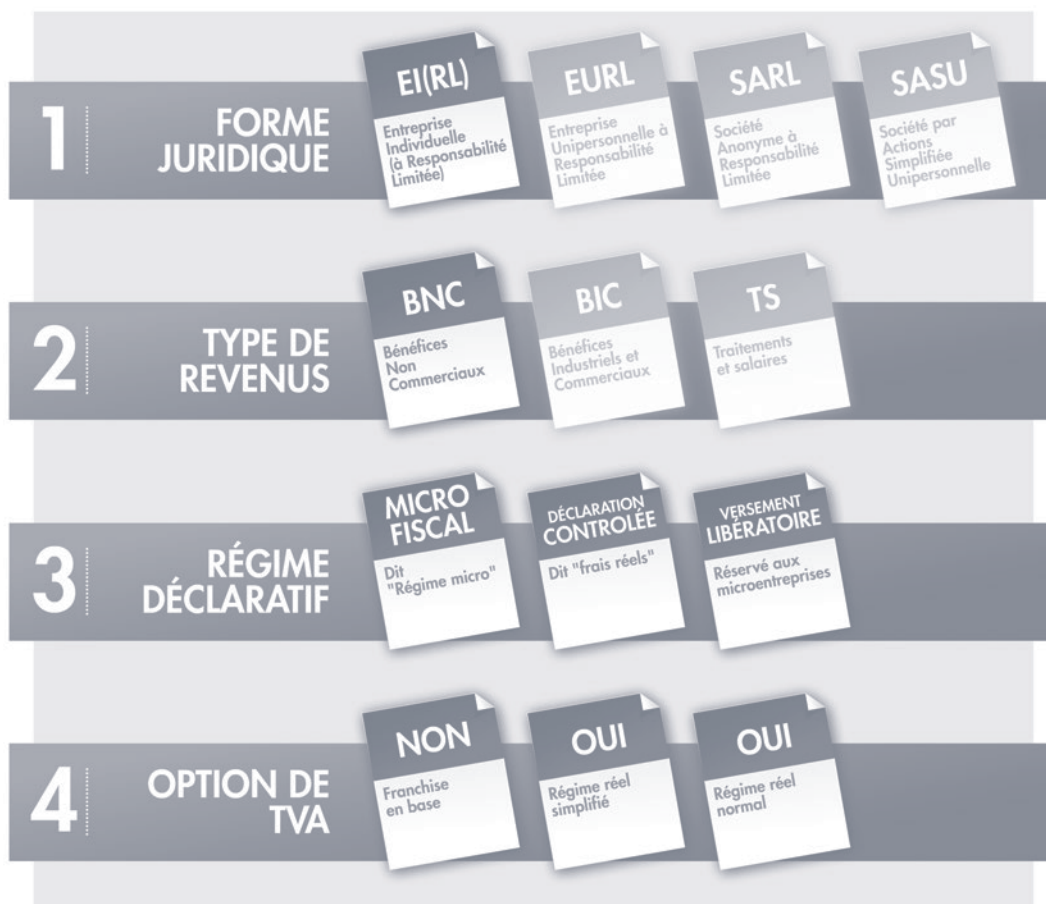 1
FORME
JURIDIQUE
EI(RL)
Entreprise
Individuelle
(à Responsabilité
Limitée)
EURL
Entreprise
Unipersonnelle à
Responsabilité
Limitée
SARL
Société
Anonyme à
Responsabilité
Limitée
SASU
Société par
Actions
Simplifiée
Unipersonnelle
2
TYPE DE
REVENUS
BNC
Bénéfices
Non
Commerciaux
BIC
Bénéfices
Industriels et
Commerciaux
TS
Traitements
et salaires
3
RÉGIME
DÉCLARATIF
MICRO
FISCAL
Dit
"Régime micro"
DÉCLARATION
CONTROLÉE
Dit "frais réels"
VERSEMENT
LIBÉRATOIRE
Réservé aux
microentreprises
4
OPTION DE
TVA
NON
Franchise
en base
OUI
Régime réel
simplifié
OUI
Régime réel
normal